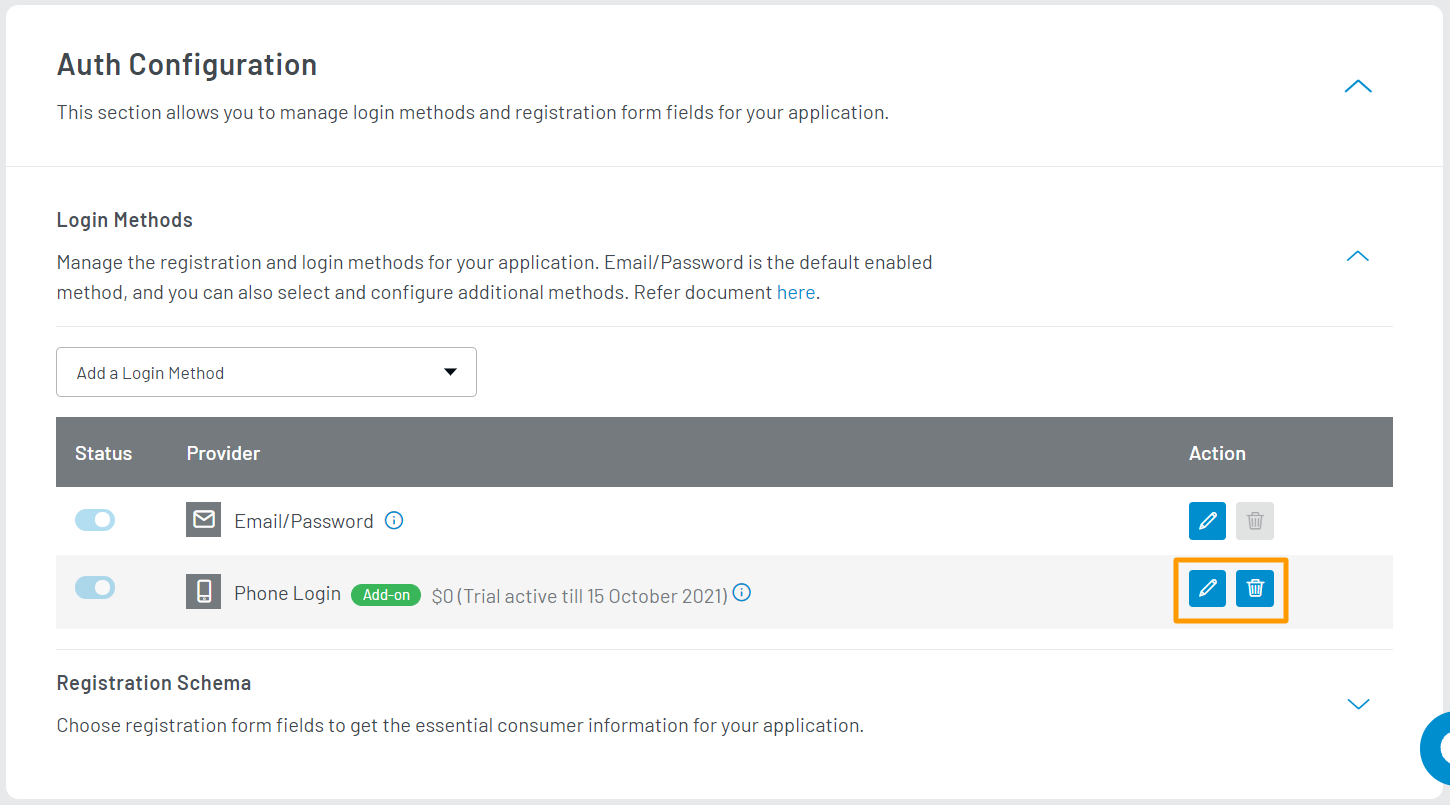 Auth Configuration
This section allows you to manage login methods and registration form fields for your application.
Login Methods
Manage the registration and login methods for your application. Email/Password is the default enabled
method, and you can also select and configure additional methods. Refer document here.
Add a Login Method
Status Provider Action
Email/Password
Phone Login Add-on $0 (Trial active till 15 October 2021)
Registration Schema
Choose registration form fields to get the essential consumer information for your application.